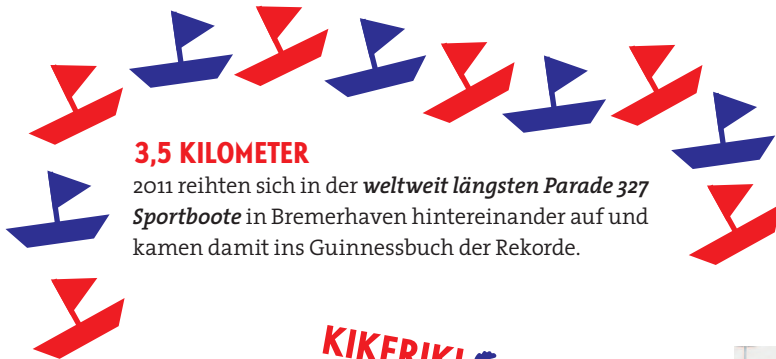 3,5 KILOMETER
2011 reihten sich in der weltweit längsten Parade 327
Sportboote in Bremerhaven hintereinander auf und
kamen damit ins Guinnessbuch der Rekorde.
KIKERIKI